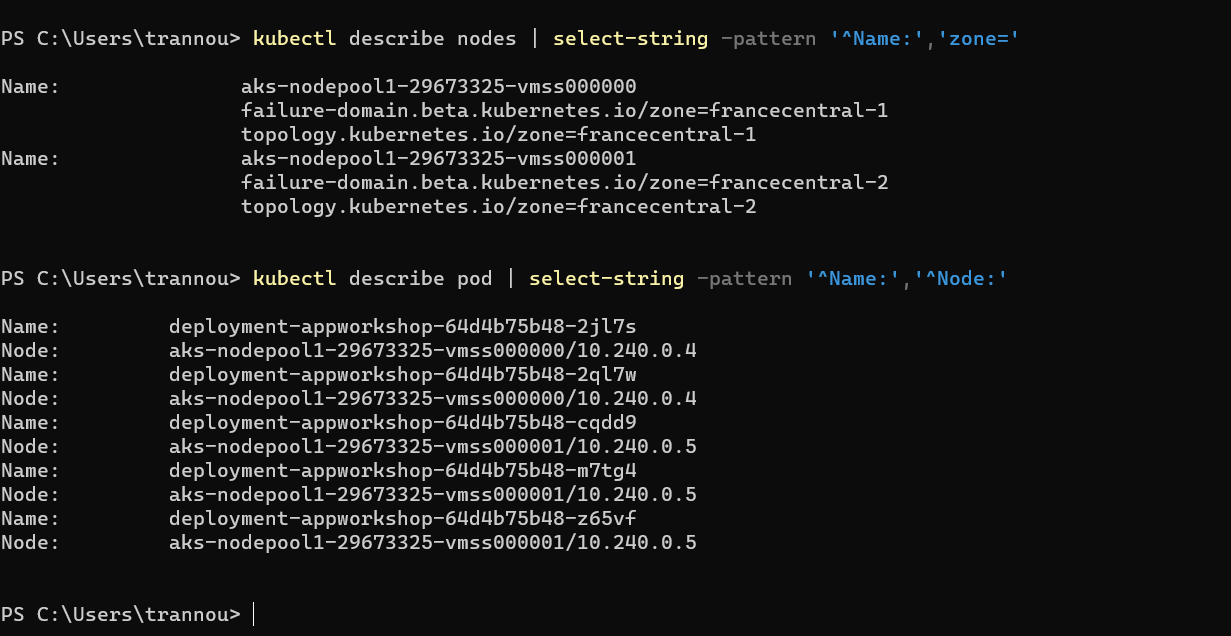 PS C:\Users\trannou> kubectl describe nodes | select-string -pattern '^Name:','zone='
Name: aks-nodepool1-29673325-vmss000000
failure-domain.beta.kubernetes.io/zone=francecentral-1
topology.kubernetes.io/zone=francecentral-1
Name: aks-nodepool1-29673325-vmss000001
failure-domain.beta.kubernetes.io/zone=francecentral-2
topology.kubernetes.io/zone=francecentral-2
PS C:\Users\trannou> kubectl describe pod | select-string -pattern '^Name:','^Node:'
Name: deployment-appworkshop-64d4b75b48-2jl7s
Node: aks-nodepool1-29673325-vmss000000/10.240.0.4
Name: deployment-appworkshop-64d4b75b48-2ql7w
Node: aks-nodepool1-29673325-vmss000000/10.240.0.4
Name: deployment-appworkshop-64d4b75b48-cqdd9
Node: aks-nodepool1-29673325-vmss000001/10.240.0.5
Name: deployment-appworkshop-64d4b75b48-m7tg4
Node: aks-nodepool1-29673325-vmss000001/10.240.0.5
Name: deployment-appworkshop-64d4b75b48-z65vf
Node: aks-nodepool1-29673325-vmss000001/10.240.0.5
PS C:\Users\trannou>